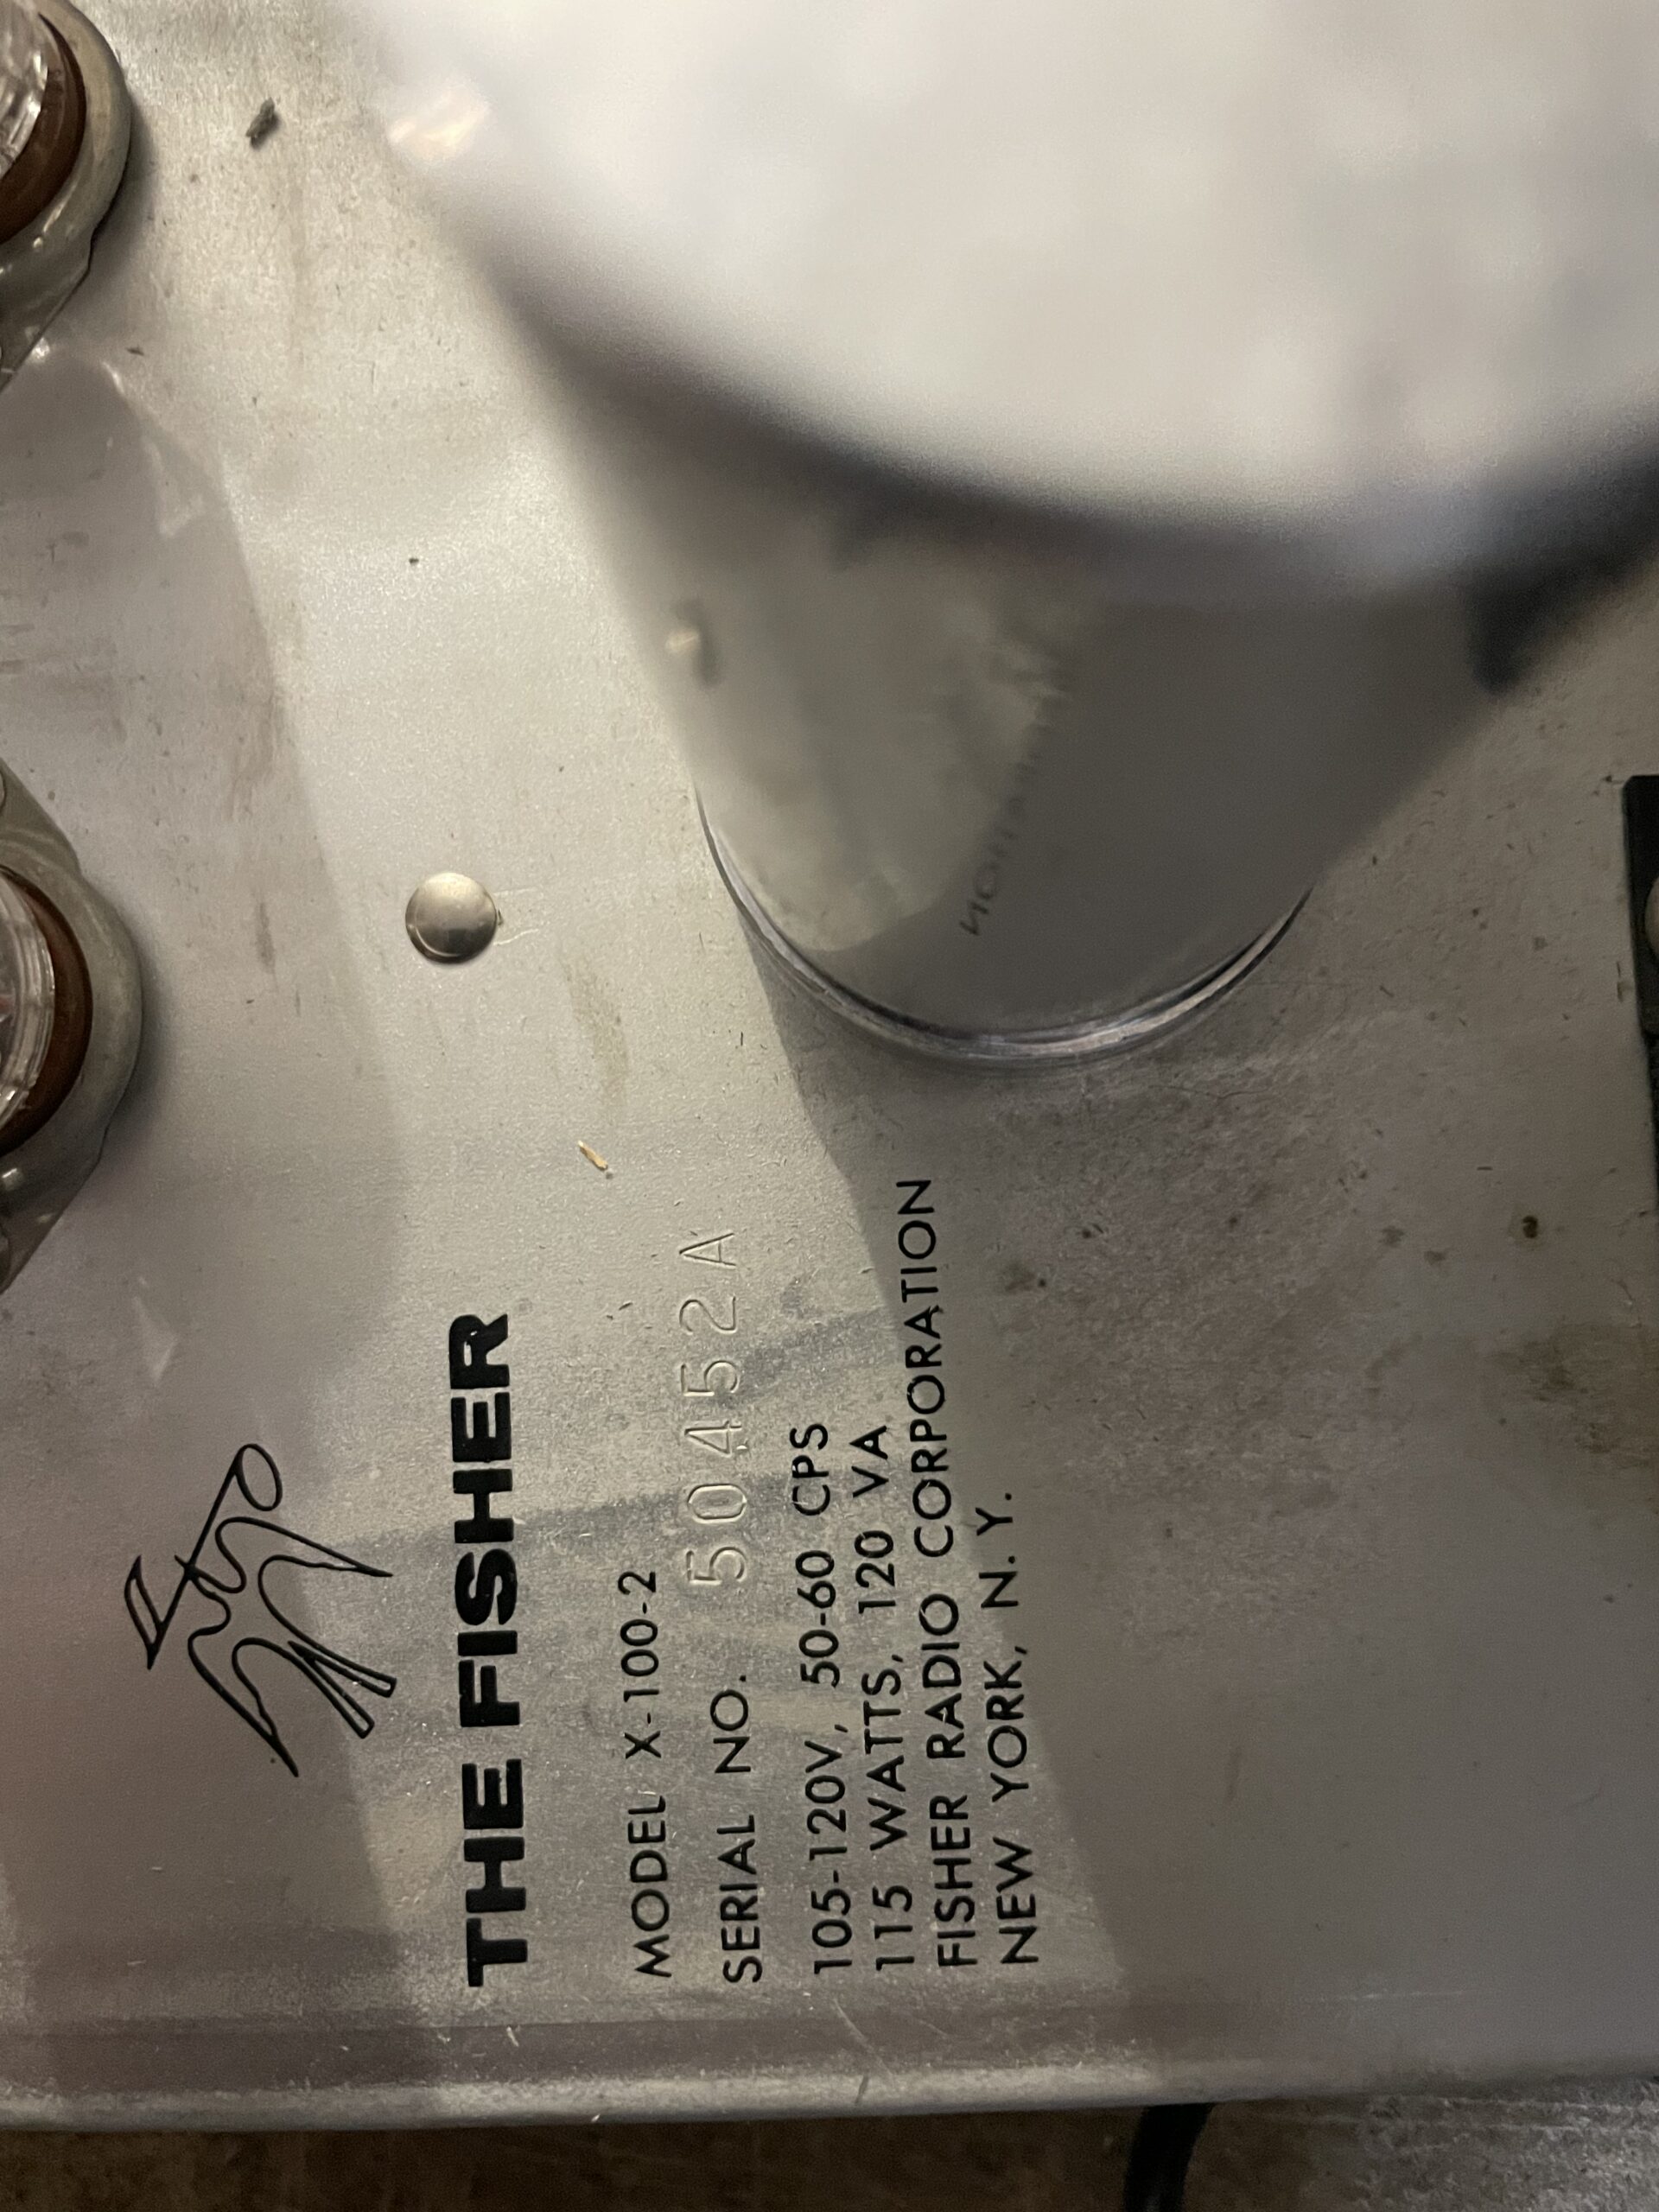 THE FISHER
MODEL X-100-2
SERIAL NO. 50452A
105-120V, 50-60 CPS
115 WATTS, 120 VA
FISHER RADIO CORPORATION
NEW YORK, N.Y.